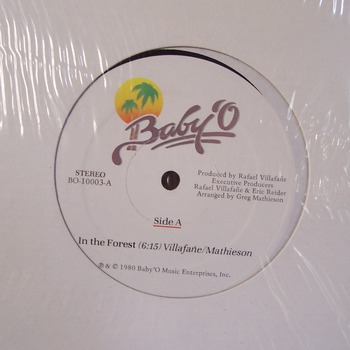 Baby'O
STEREO
BO-10003-A
Produced by Rafael Villafañe
Executive Producers
Rafael Villafañe & Eric Reider
Arranged by Greg Mathieson
Side A
In the Forest (6:15) Villafañe/Mathieson
℗ & © 1980 Baby'O Music Enterprises, Inc.